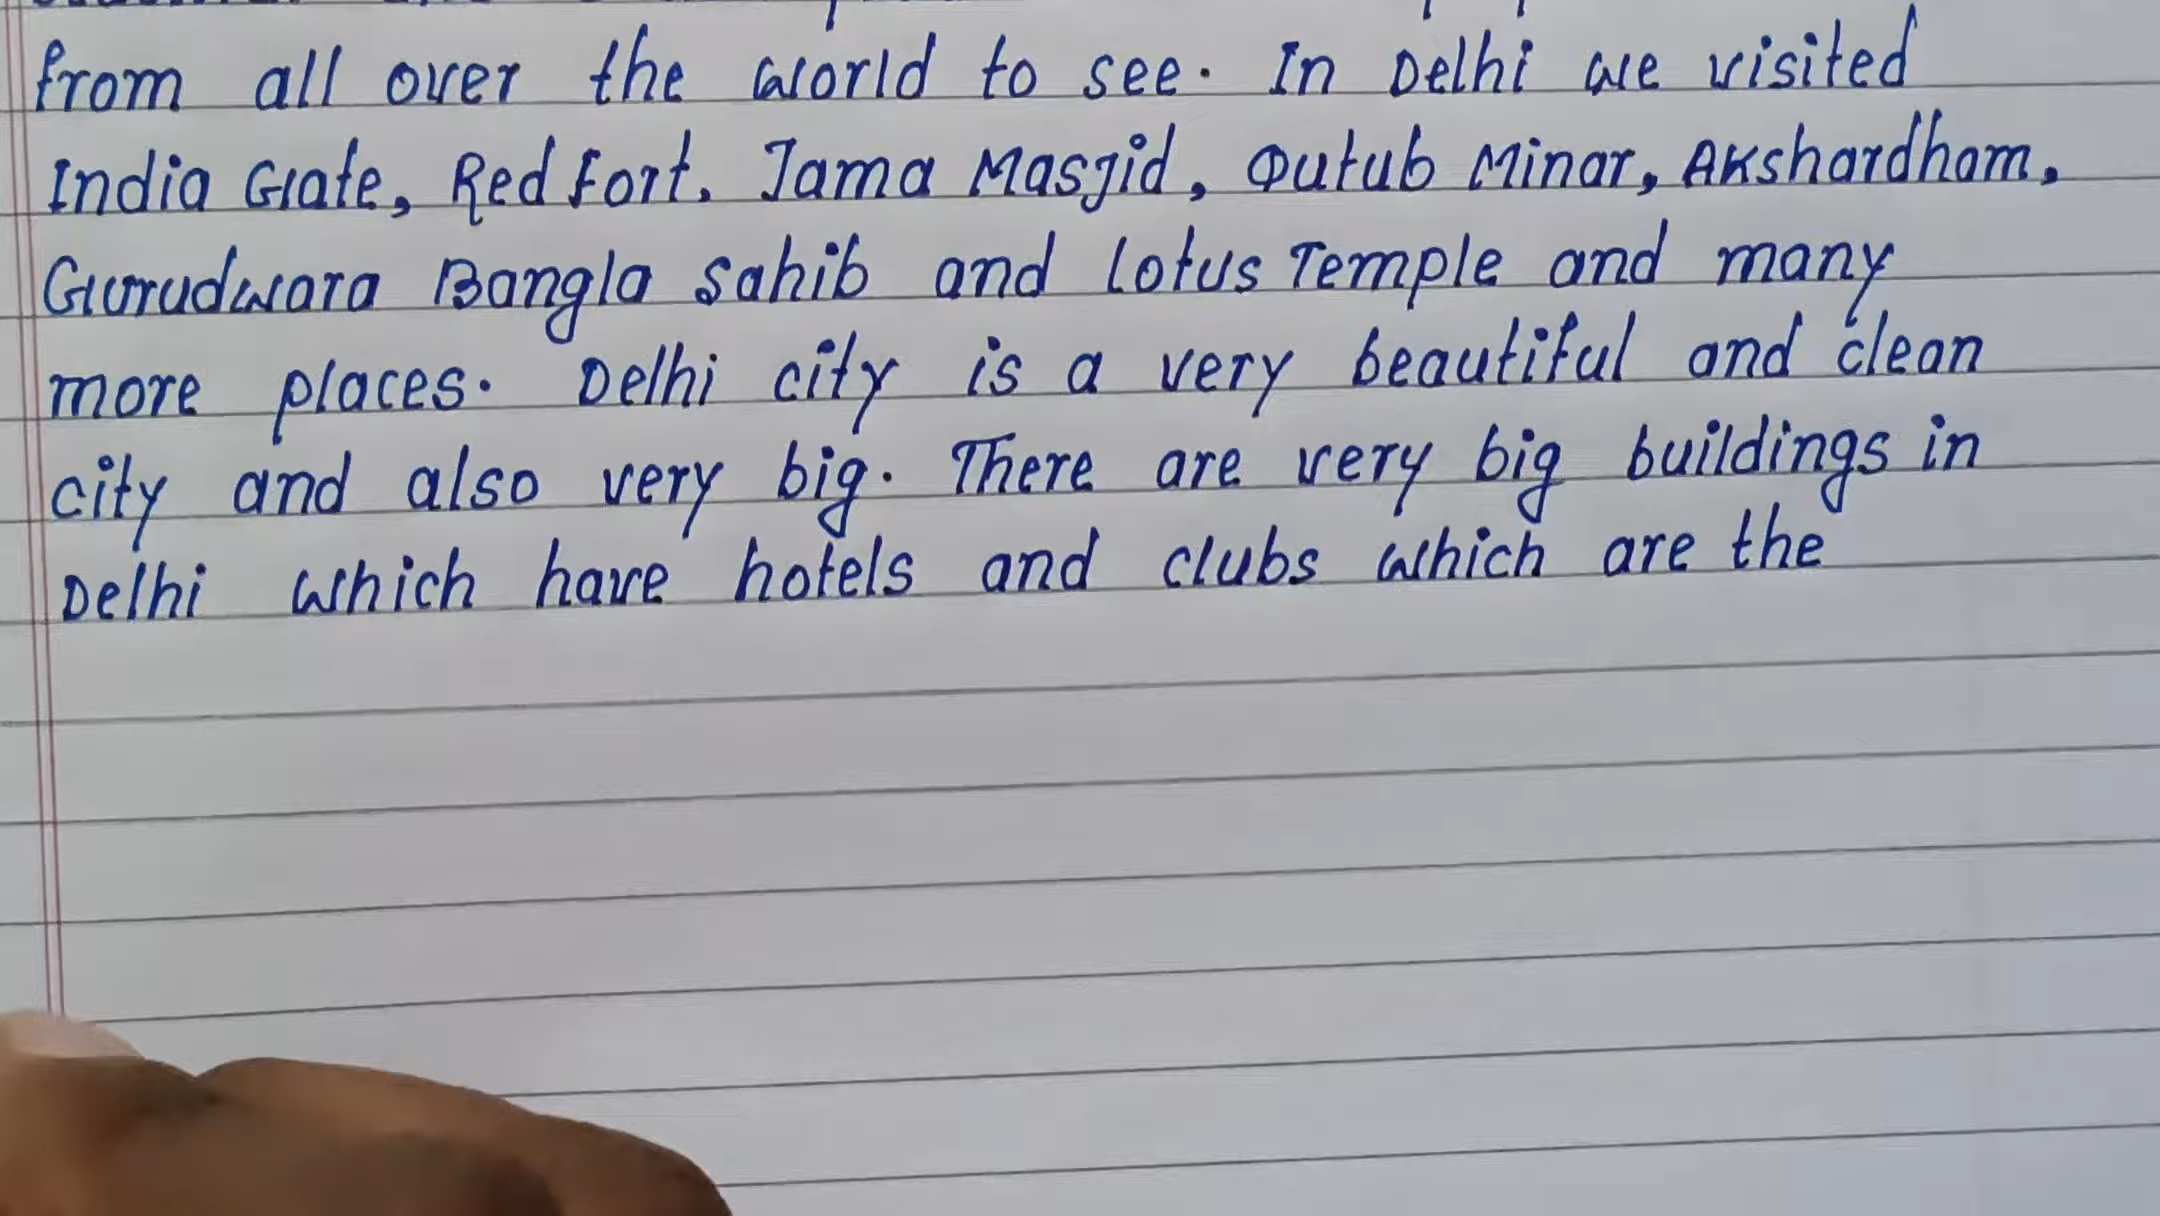 from all over the world to see. In Delhi we visited
India Gate, Red Fort, Jama Masjid, Qutub Minar, Akshardham,
Gurudwara Bangla Sahib and Lotus Temple and many
more places. Delhi city is a very beautiful and clean
city and also very big. There are very big buildings in
Delhi which have hotels and clubs which are the